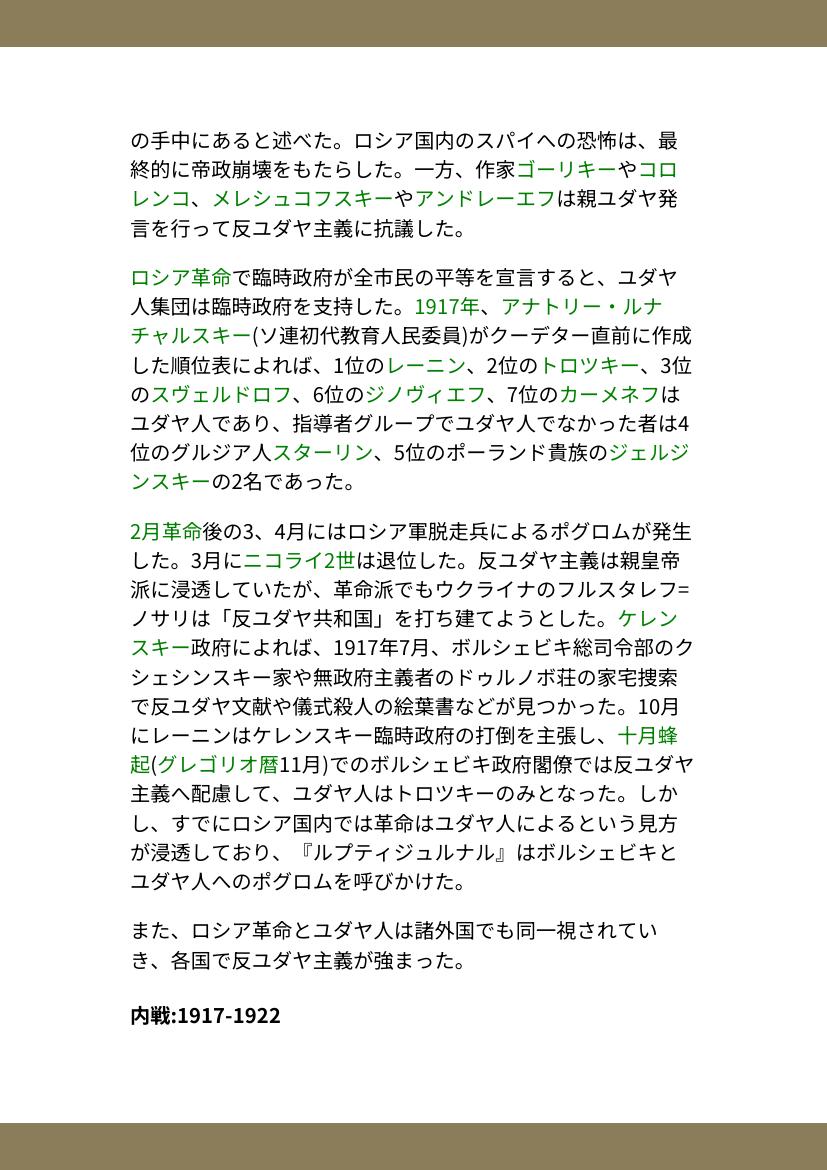 の手中にあると述べた。ロシア国内のスパイへの恐怖は、最
終的に帝政崩壊をもたらした。一方、作家ゴーリキーやコロ
レンコ、メレシュコフスキーやアンドレーエフは親ユダヤ発
言を行って反ユダヤ主義に抗議した。
ロシア革命で臨時政府が全市民の平等を宣言すると、ユダヤ
人集団は臨時政府を支持した。1917年、アナトリー・ルナ
チャルスキー(ソ連初代教育人民委員)がクーデター直前に作成
した順位表によれば、1位のレーニン、2位のトロツキー、3位
のスヴェルドロフ、6位のジノヴィエフ、7位のカーメネフは
ユダヤ人であり、指導者グループでユダヤ人でなかった者は4
位のグルジア人スターリン、5位のポーランド貴族のジェルジ
ンスキーの2名であった。
2月革命後の3、4月にはロシア軍脱走兵によるポグロムが発生
した。3月にニコライ2世は退位した。反ユダヤ主義は親皇帝
派に浸透していたが、革命派でもウクライナのフルスタレフ=
ノサリは「反ユダヤ共和国」を打ち建てようとした。ケレン
スキー政府によれば、1917年7月、ボルシェビキ総司令部のク
シェシンスキー家や無政府主義者のドゥルノボ荘の家宅捜索
で反ユダヤ文献や儀式殺人の絵葉書などが見つかった。10月
にレーニンはケレンスキー臨時政府の打倒を主張し、十月蜂
起(グレゴリオ暦11月)でのボルシェビキ政府閣僚では反ユダヤ
主義へ配慮して、ユダヤ人はトロツキーのみとなった。しか
し、すでにロシア国内では革命はユダヤ人によるという見方
が浸透しており、『ルプティジュルナル』はボルシェビキと
ユダヤ人へのポグロムを呼びかけた。
また、ロシア革命とユダヤ人は諸外国でも同一視されてい
き、各国で反ユダヤ主義が強まった。
内戦:1917-1922